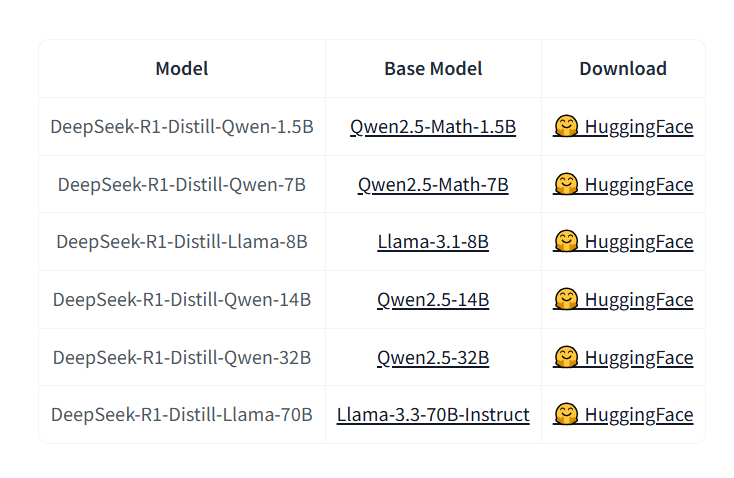 Model Base Model Download
DeepSeek-R1-Distill-Qwen-1.5B Qwen2.5-Math-1.5B 🤗 HuggingFace
DeepSeek-R1-Distill-Qwen-7B Qwen2.5-Math-7B 🤗 HuggingFace
DeepSeek-R1-Distill-Llama-8B Llama-3.1-8B 🤗 HuggingFace
DeepSeek-R1-Distill-Qwen-14B Qwen2.5-14B 🤗 HuggingFace
DeepSeek-R1-Distill-Qwen-32B Qwen2.5-32B 🤗 HuggingFace
DeepSeek-R1-Distill-Llama-70B Llama-3.3-70B-Instruct 🤗 HuggingFace